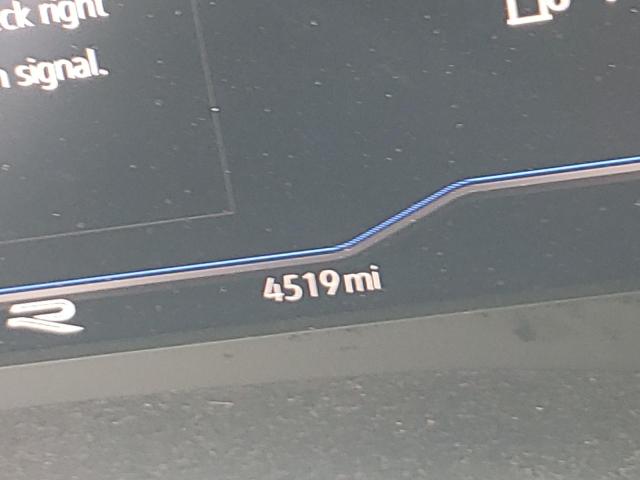 ck right
n signal.
4519 mi
R